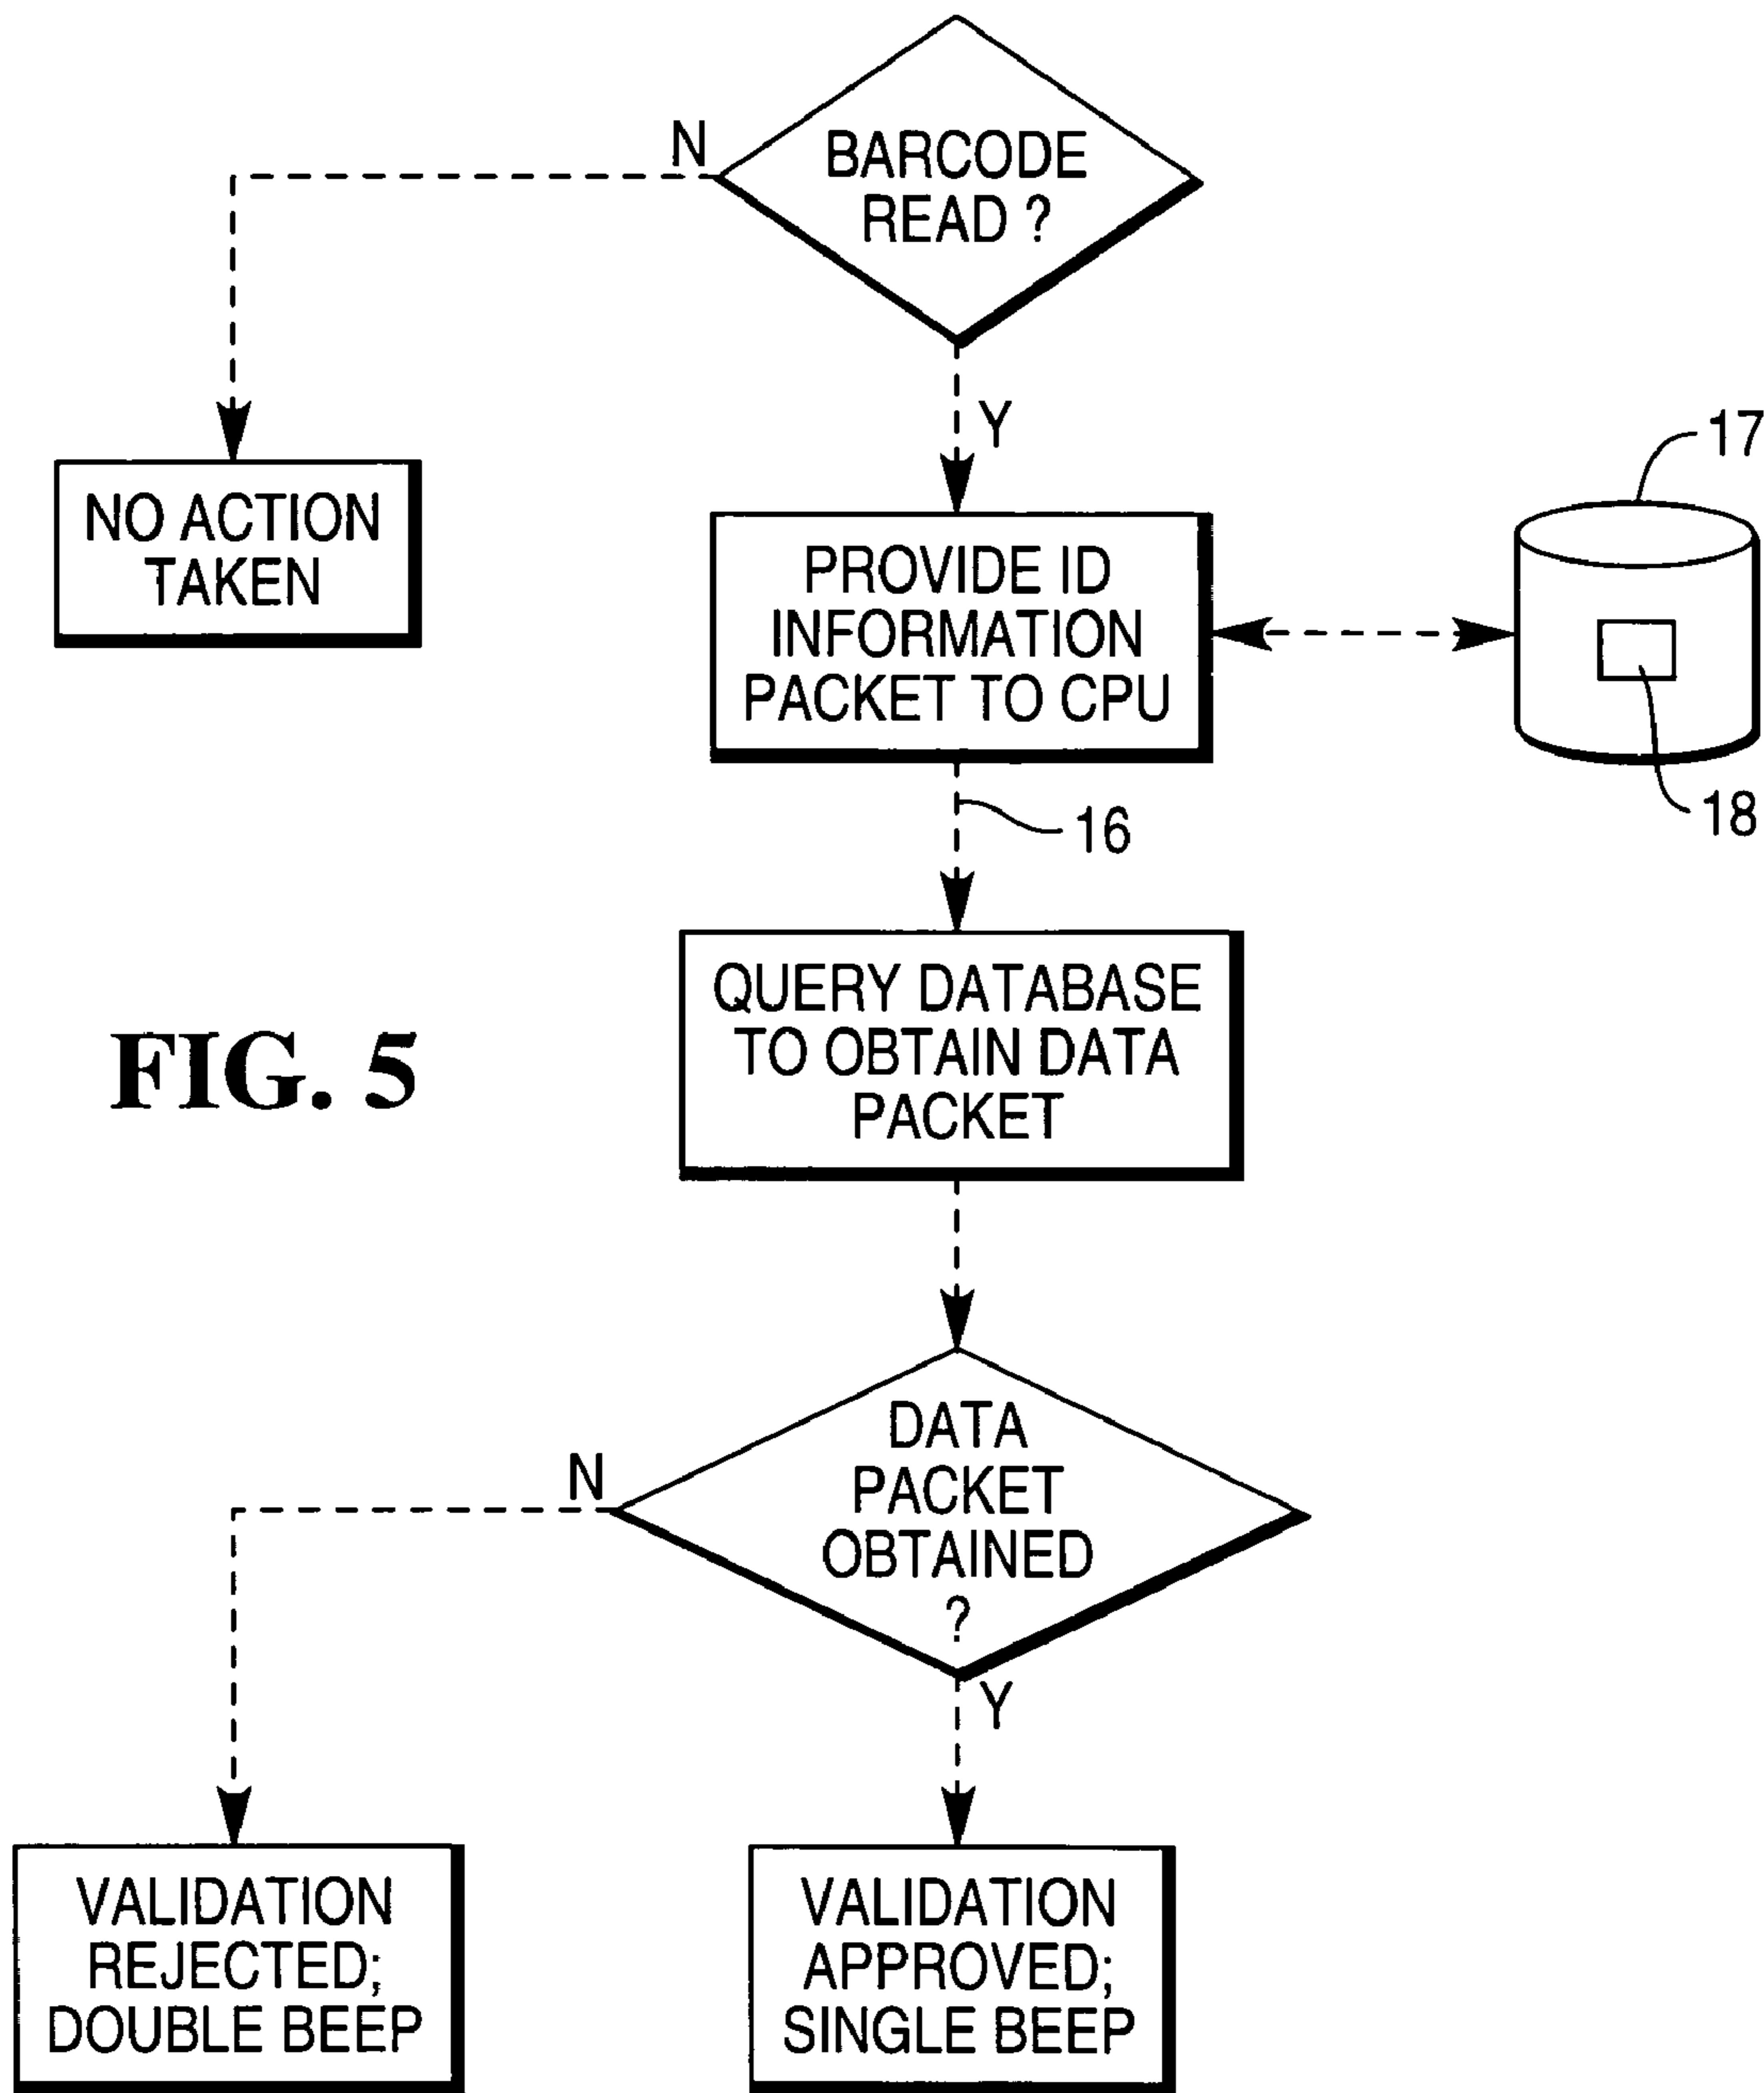 BARCODE
READ ?
N
Y
NO ACTION
TAKEN
PROVIDE ID
INFORMATION
PACKET TO CPU
17
18
16
QUERY DATABASE
TO OBTAIN DATA
PACKET
FIG. 5
DATA
PACKET
OBTAINED
?
N
Y
VALIDATION
REJECTED;
DOUBLE BEEP
VALIDATION
APPROVED;
SINGLE BEEP